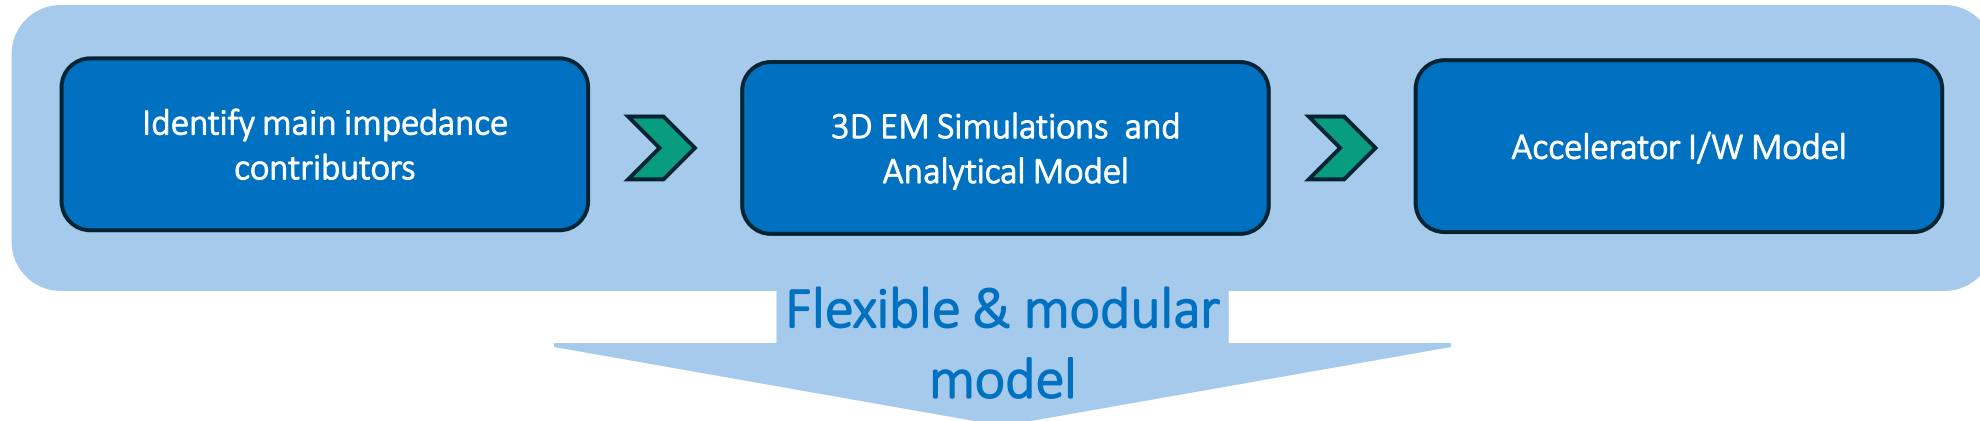 Identify main impedance
contributors
3D EM Simulations and
Analytical Model
Accelerator I/W Model
Flexible & modular
model